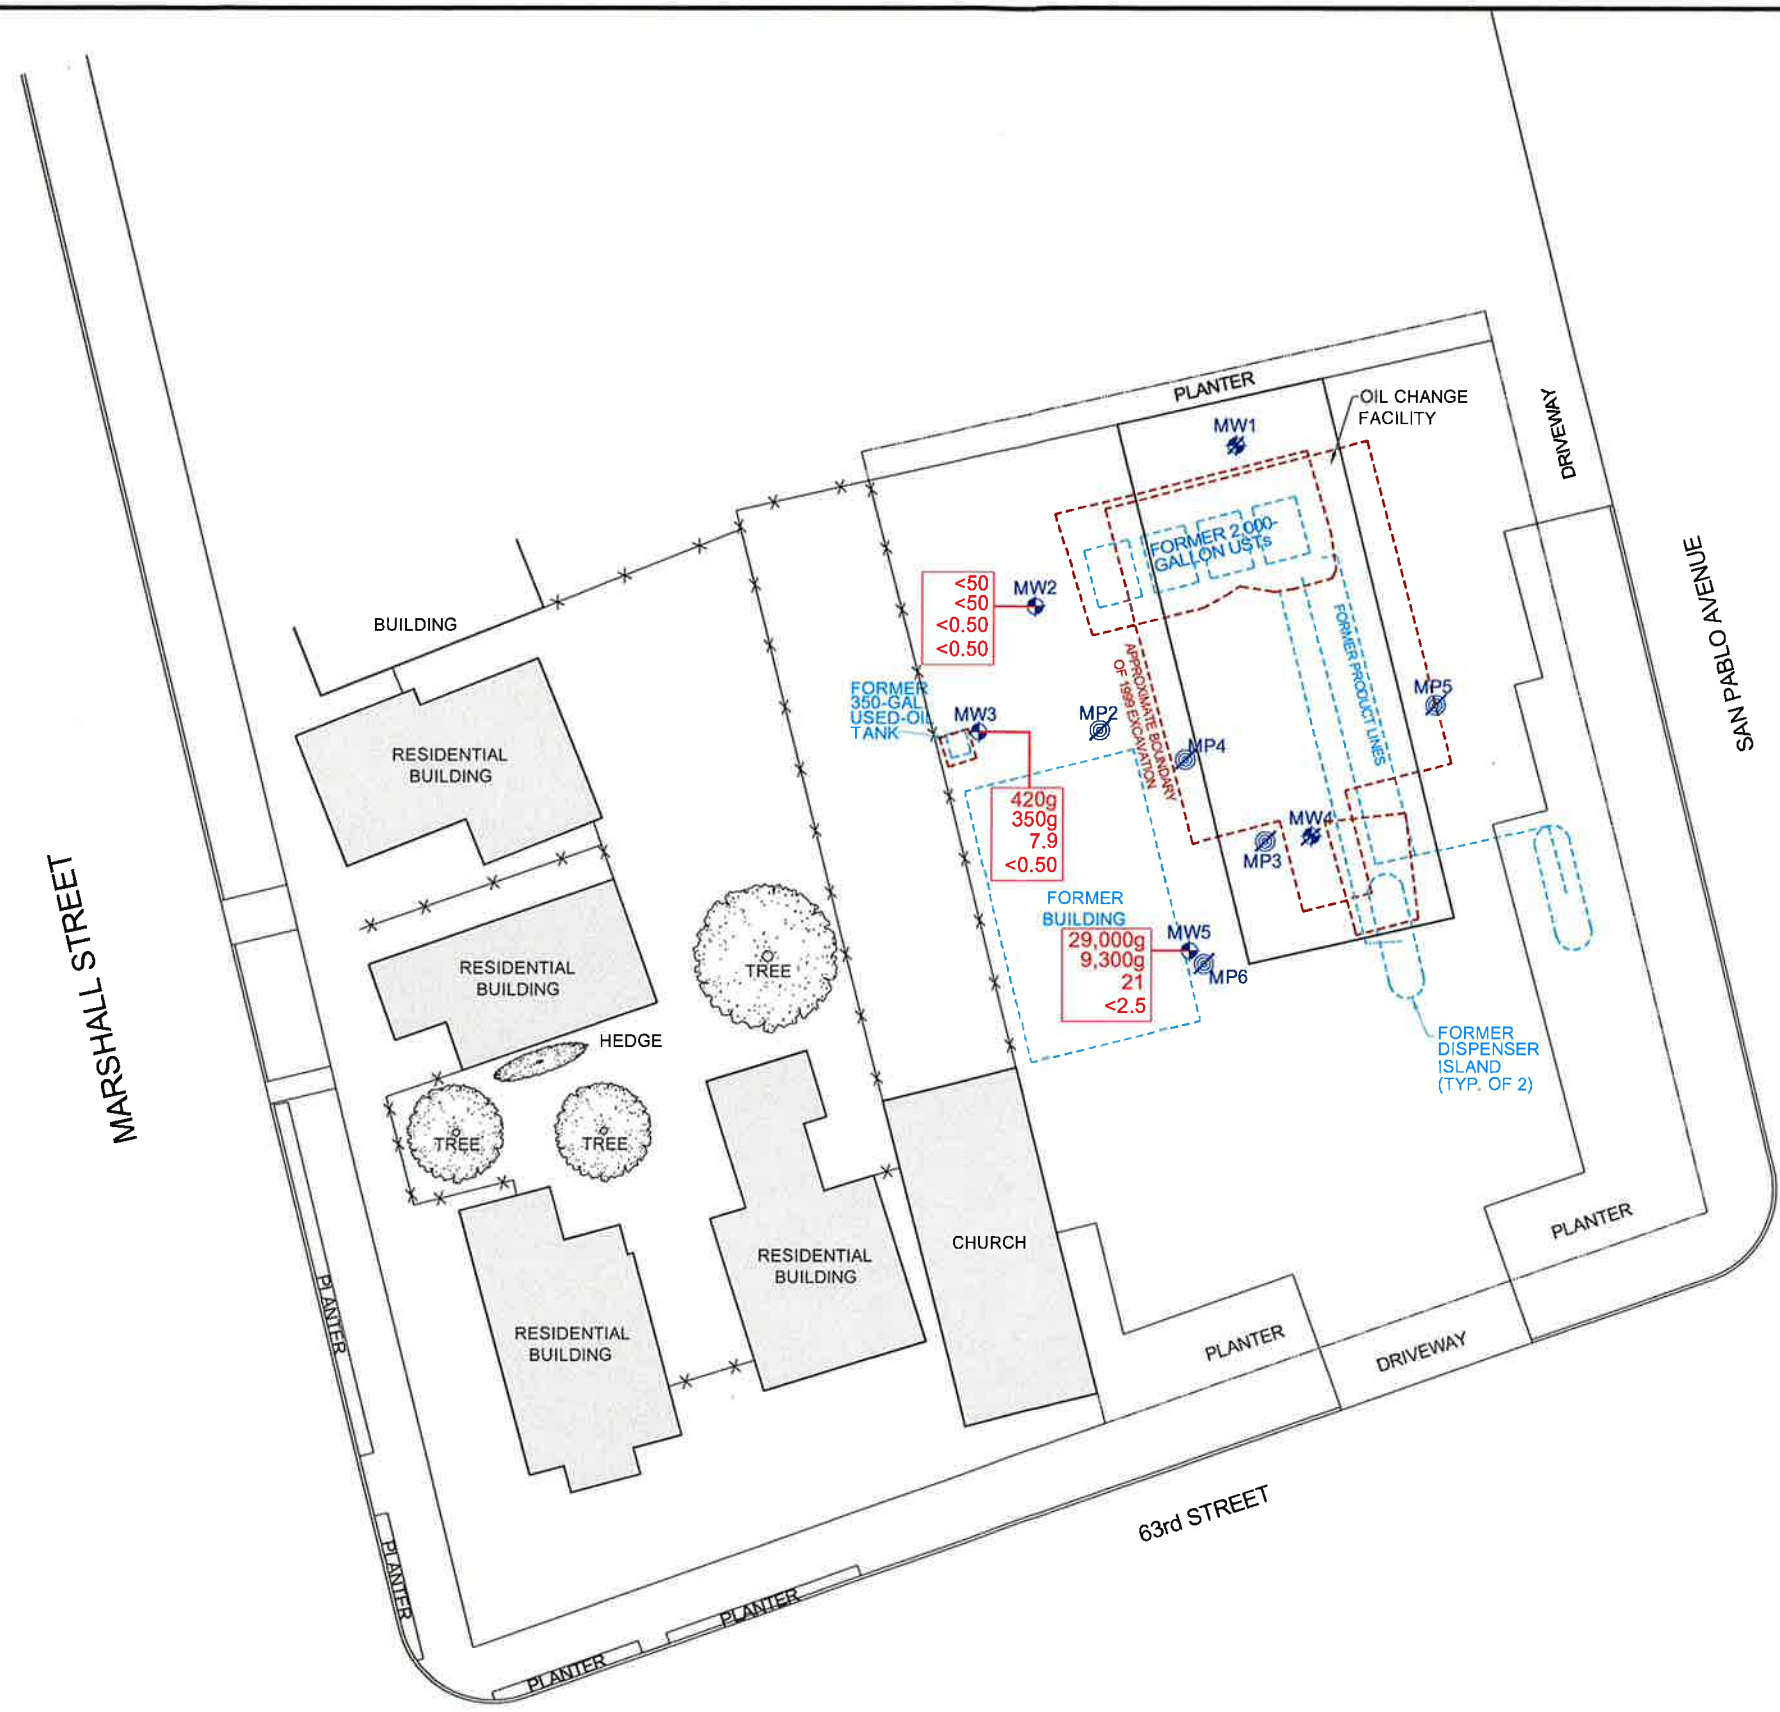 PLANTER
OIL CHANGE
FACILITY
DRIVEWAY
MW1
FORMER 2,000-
GALLON USTs
<50
<50
<0.50
<0.50
MW2
SAN PABLO AVENUE
BUILDING
FORMER PRODUCT LINES
APPROXIMATE BOUNDARY
OF 1999 EXCAVATION
FORMER
350-GAL
USED-OIL
TANK
MW3
MP2
MP5
MP4
RESIDENTIAL
BUILDING
420g
350g
7.9
<0.50
MW4
MP3
FORMER
BUILDING
MARSHALL STREET
29,000g
9,300g
21
<2.5
MW5
MP6
RESIDENTIAL
BUILDING
TREE
HEDGE
FORMER
DISPENSER
ISLAND
(TYP. OF 2)
TREE
TREE
PLANTER
CHURCH
RESIDENTIAL
BUILDING
PLANTER
RESIDENTIAL
BUILDING
PLANTER
DRIVEWAY
63rd STREET
PLANTER
PLANTER
PLANTER